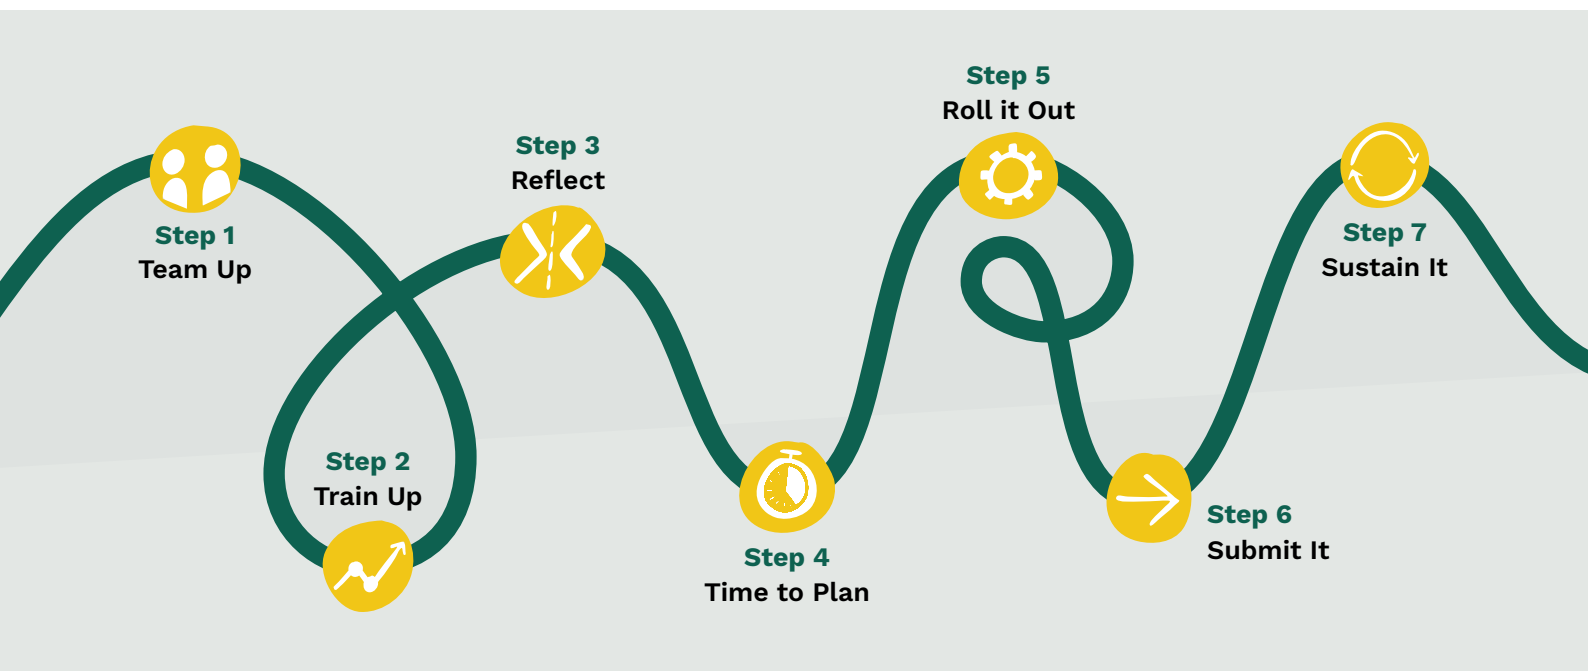 Step 1
Team Up
Step 2
Train Up
Step 3
Reflect
Step 4
Time to Plan
Step 5
Roll it Out
Step 6
Submit It
Step 7
Sustain It